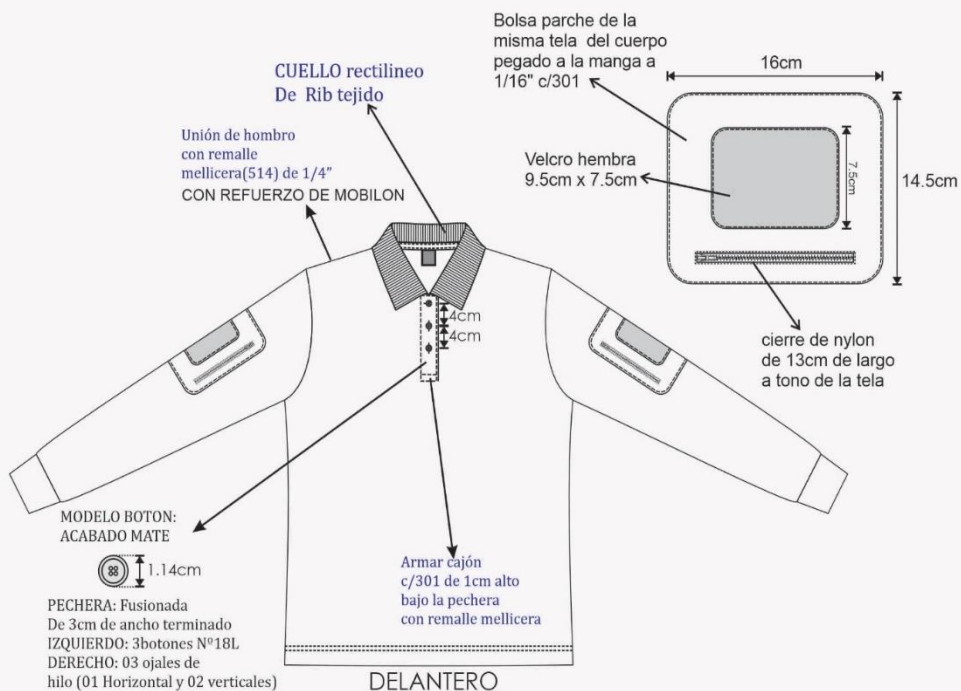 Bolsa parche de la
misma tela del cuerpo
pegado a la manga a
1/16" c/301
16cm
CUELLO rectilineo
De Rib tejido
Unión de hombro
con remalle
mellicera(514) de 1/4"
CON REFUERZO DE MOBILON
Velcro hembra
9.5cm x 7.5cm
7.5cm
14.5cm
4cm
4cm
cierre de nylon
de 13cm de largo
a tono de la tela
MODELO BOTON:
ACABADO MATE
1.14cm
PECHERA: Fusionada
De 3cm de ancho terminado
IZQUIERDO: 3botones Nº18L
DERECHO: 03 ojales de
hilo (01 Horizontal y 02 verticales)
Armar cajón
c/301 de 1cm alto
bajo la pechera
con remalle mellicera
DELANTERO